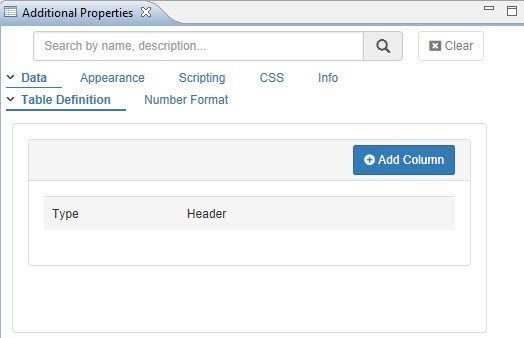 Additional Properties
Search by name, description...
Clear
Data Appearance Scripting CSS Info
Table Definition Number Format
Add Column
Type Header